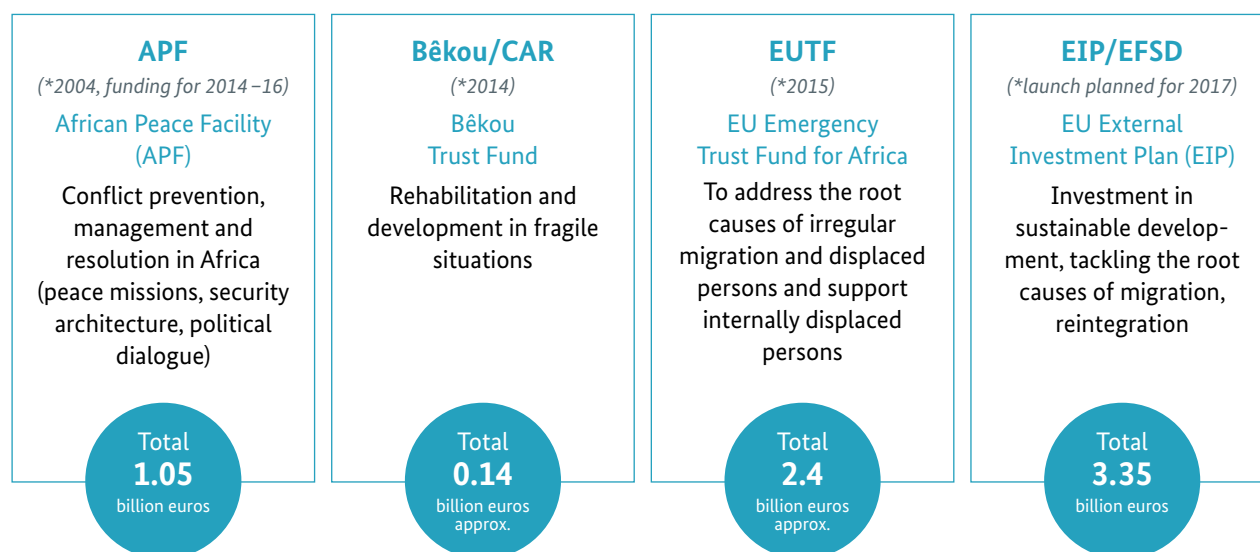 APF
(*2004, funding for 2014–16)
African Peace Facility
(APF)
Conflict prevention,
management and
resolution in Africa
(peace missions, security
architecture, political
dialogue)
Total
1.05
billion euros
Bêkou/CAR
(*2014)
Bêkou
Trust Fund
Rehabilitation and
development in fragile
situations
Total
0.14
billion euros
approx.
EUTF
(*2015)
EU Emergency
Trust Fund for Africa
To address the root
causes of irregular
migration and displaced
persons and support
internally displaced
persons
Total
2.4
billion euros
approx.
EIP/EFSD
(*launch planned for 2017)
EU External
Investment Plan (EIP)
Investment in
sustainable develop-
ment, tackling the root
causes of migration,
reintegration
Total
3.35
billion euros